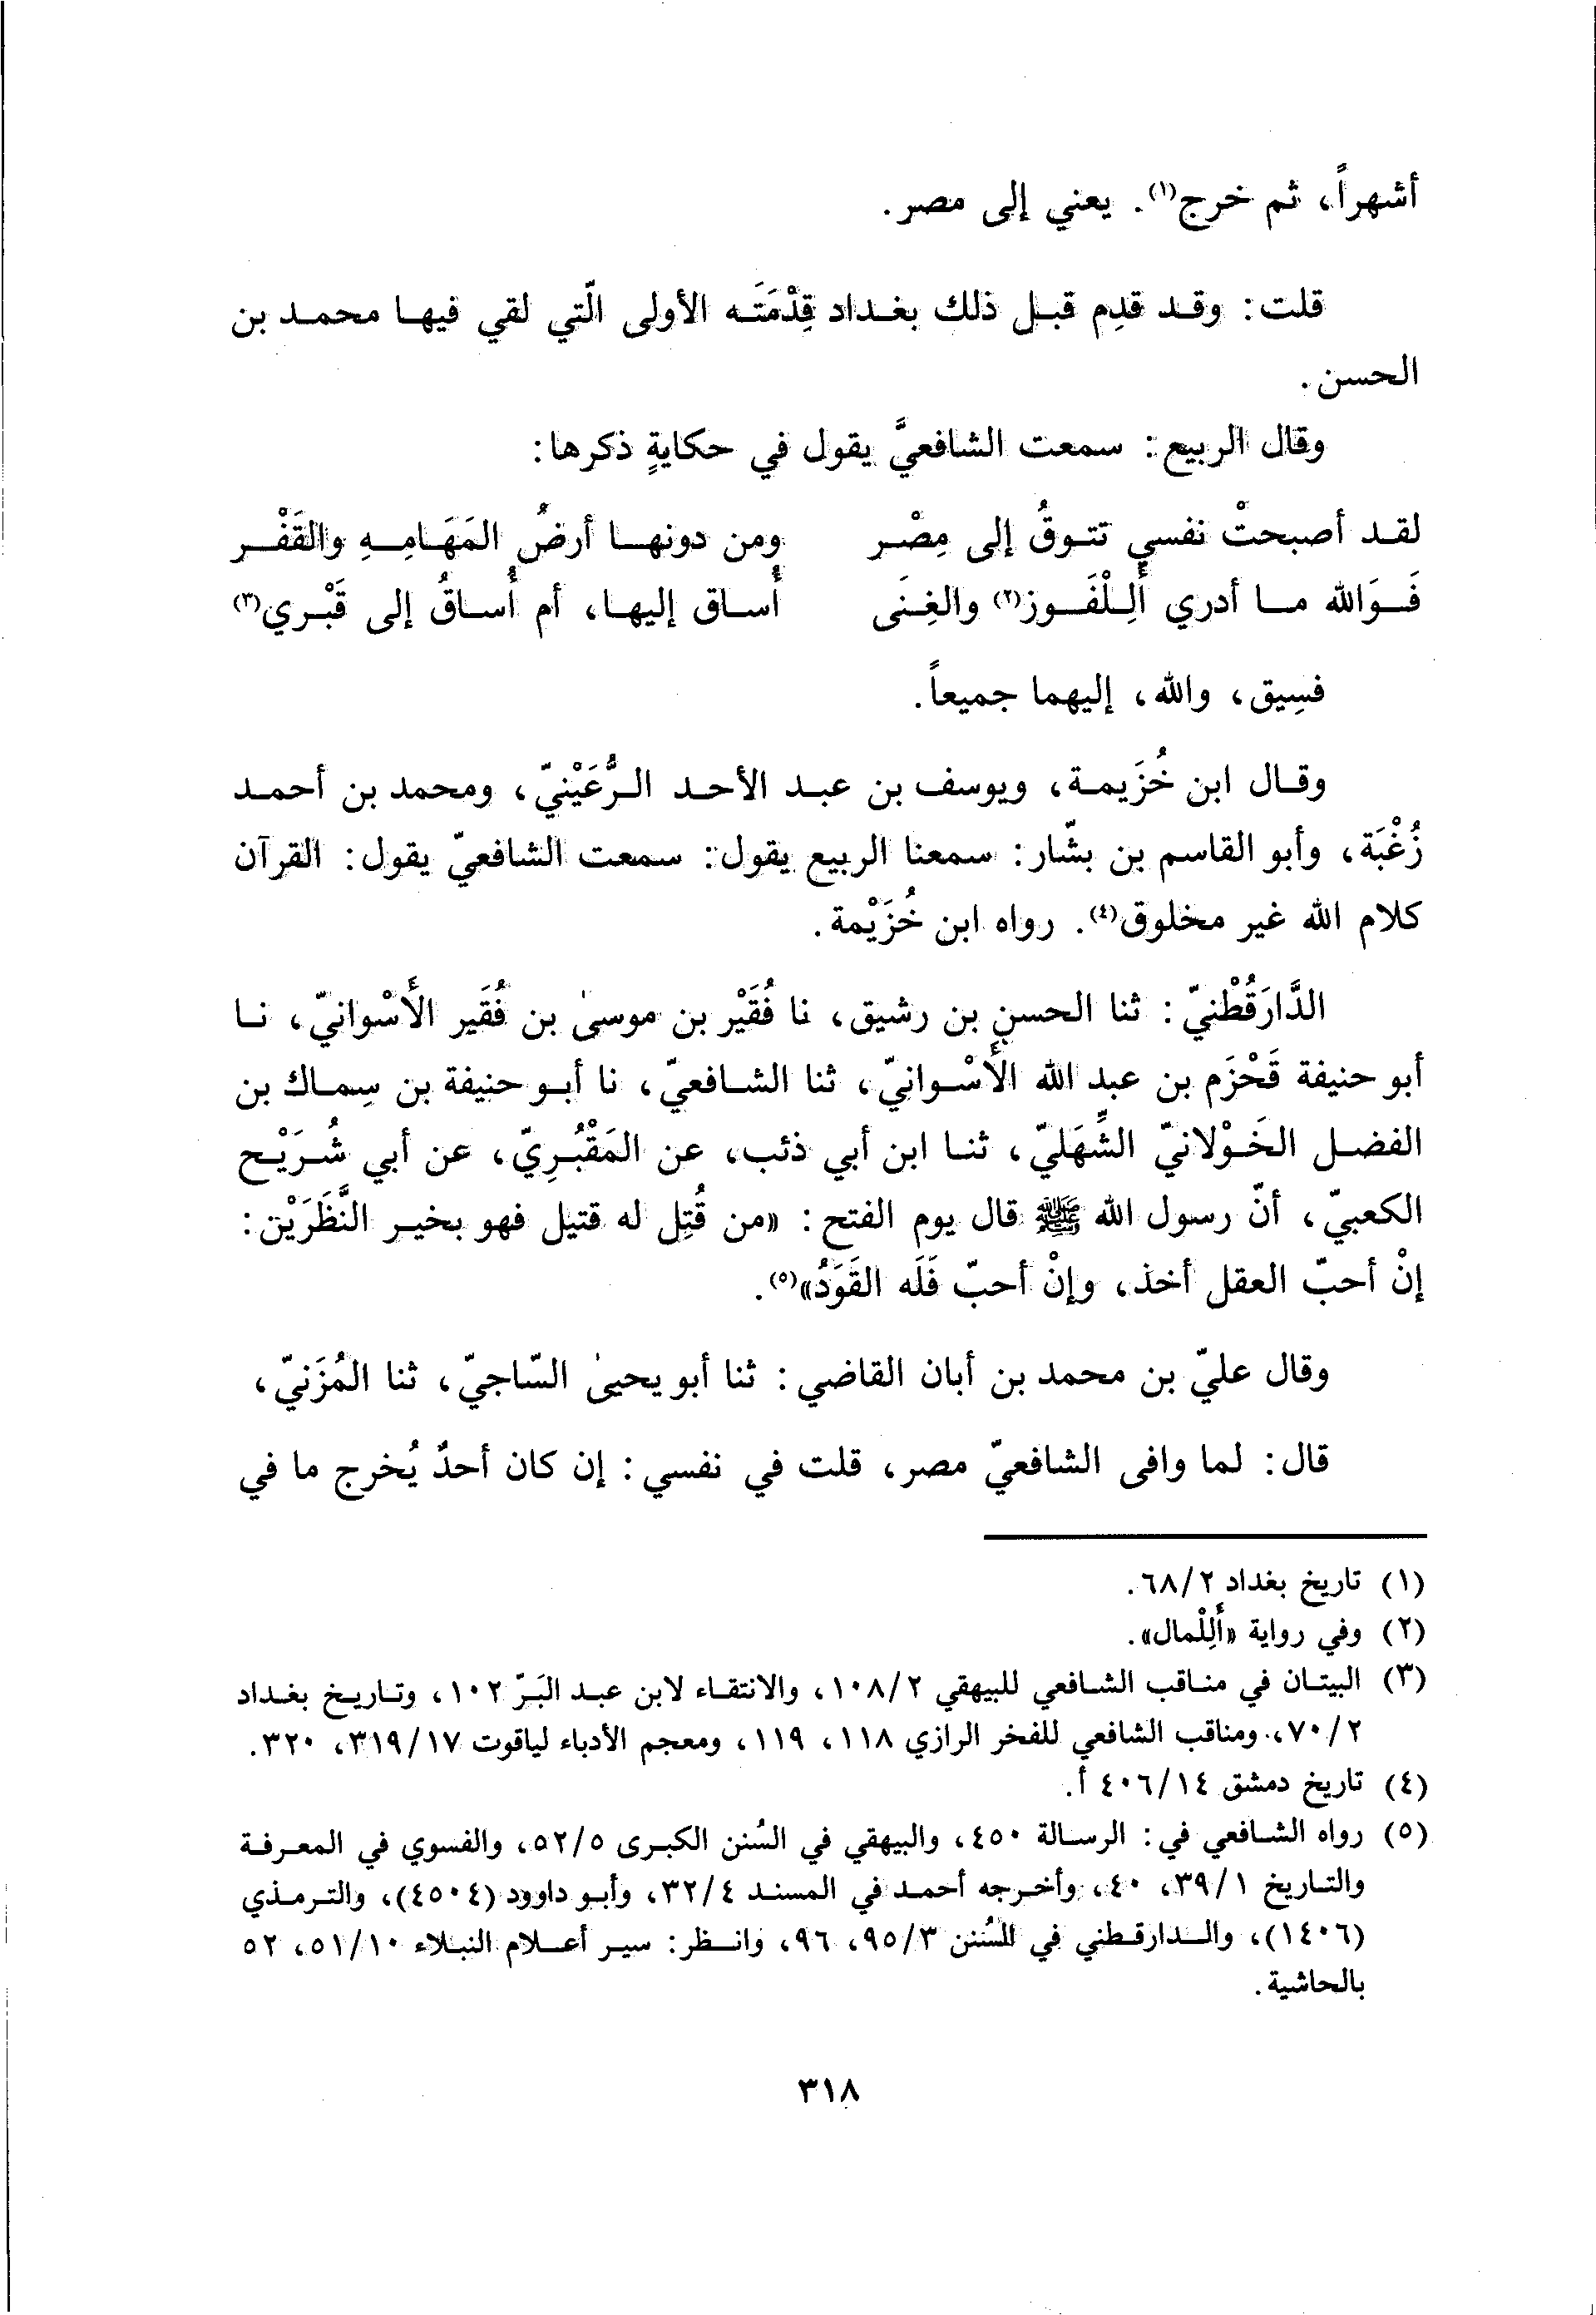 أشهراً، ثم خرج(١). يعني إلى مصر.
قلت: وقد قدِم قبل ذلك بغداد قِدْمَتَه الأولى الّتي لقي فيها محمد بن
الحسن.
وقال الربيع: سمعت الشافعيَّ يقول في حكايةٍ ذكرها:
لقد أصبحتْ نفسي تتوقُ إلى مِصْر ومن دونها أرضُ المَهَامِهِ والقَفْر
فَوَالله ما أدري أَلِلْفَوز(٢) والغِنَى أُساق إليها، أم أُساقُ إلى قَبْري(٣)
فسِيق، والله، إليهما جميعاً.
وقال ابن خُزَيمة، ويوسف بن عبد الأحد الرُّعَيْنيّ، ومحمد بن أحمد
زُغْبَة، وأبو القاسم بن بشّار: سمعنا الربيع يقول: سمعت الشافعيّ يقول: القرآن
كلام الله غير مخلوق(٤). رواه ابن خُزَيْمة.
الدَّارَقُطْنيّ: ثنا الحسن بن رشيق، نا فُقَيْر بن موسىٰ بن فُقَير الأَسْوانيّ، نا
أبو حنيفة قَحْزَم بن عبد الله الأَسْوانيّ، ثنا الشافعيّ، نا أبو حنيفة بن سِماك بن
الفضل الخَوْلانيّ الشِّهَليّ، ثنا ابن أبي ذئب، عن المَقْبُرِيّ، عن أبي شُرَيْح
الكعبيّ، أنّ رسول الله ﷺ قال يوم الفتح: «من قُتِل له قتيل فهو بخير النَّظَرَيْن:
إنْ أحبّ العقل أخذ، وإنْ أحبّ فَلَه القَوَدُ»(٥).
وقال عليّ بن محمد بن أبان القاضي: ثنا أبو يحيىٰ السّاجيّ، ثنا المُزَنيّ،
قال: لما وافى الشافعيّ مصر، قلت في نفسي: إن كان أحدٌ يُخرج ما في
(١) تاريخ بغداد ٦٨/٢.
(٢) وفي رواية «أَلِلْمال».
(٣) البيتان في مناقب الشافعي للبيهقي ١٠٨/٢، والانتقاء لابن عبد البَرّ ١٠٢، وتاريخ بغداد
٧٠/٢، ومناقب الشافعي للفخر الرازي ١١٨، ١١٩، ومعجم الأدباء لياقوت ٣١٩/١٧، ٣٢٠.
(٤) تاريخ دمشق ٤٠٦/١٤ أ.
(٥) رواه الشافعي في: الرسالة ٤٥٠، والبيهقي في السُنن الكبرى ٥٢/٥، والفسوي في المعرفة
والتاريخ ٣٩/١، ٤٠، وأخرجه أحمد في المسند ٣٢/٤، وأبو داوود (٤٥٠٤)، والترمذي
(١٤٠٦)، والدارقطني في السُنن ٩٥/٣، ٩٦، وانظر: سير أعلام النبلاء ٥١/١٠، ٥٢
بالحاشية.
٣١٨